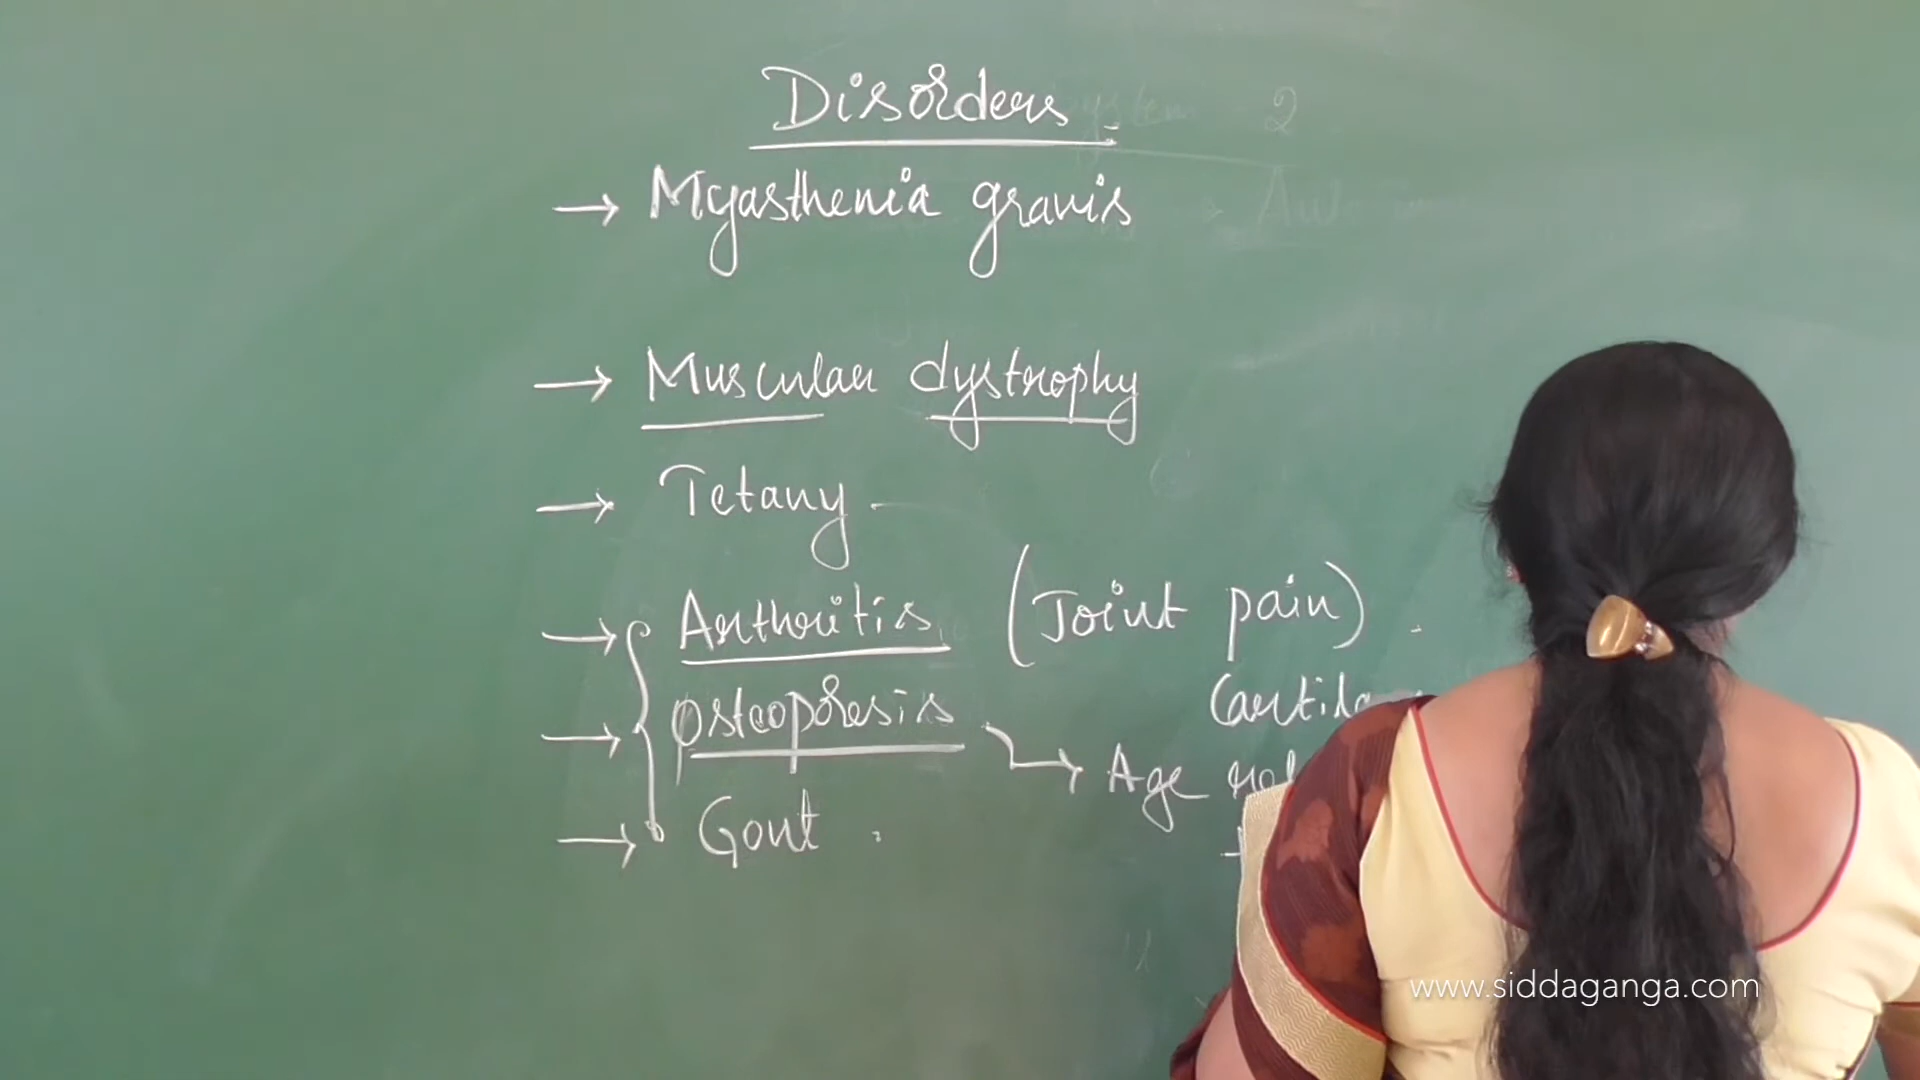 Disorders :-
→ Myasthenia gravis
→ Muscular dystrophy
→ Tetany -
→ Arthritis (Joint pain) .
→ Osteoporosis
→ Age
→ Gout .
www.siddaganga.com